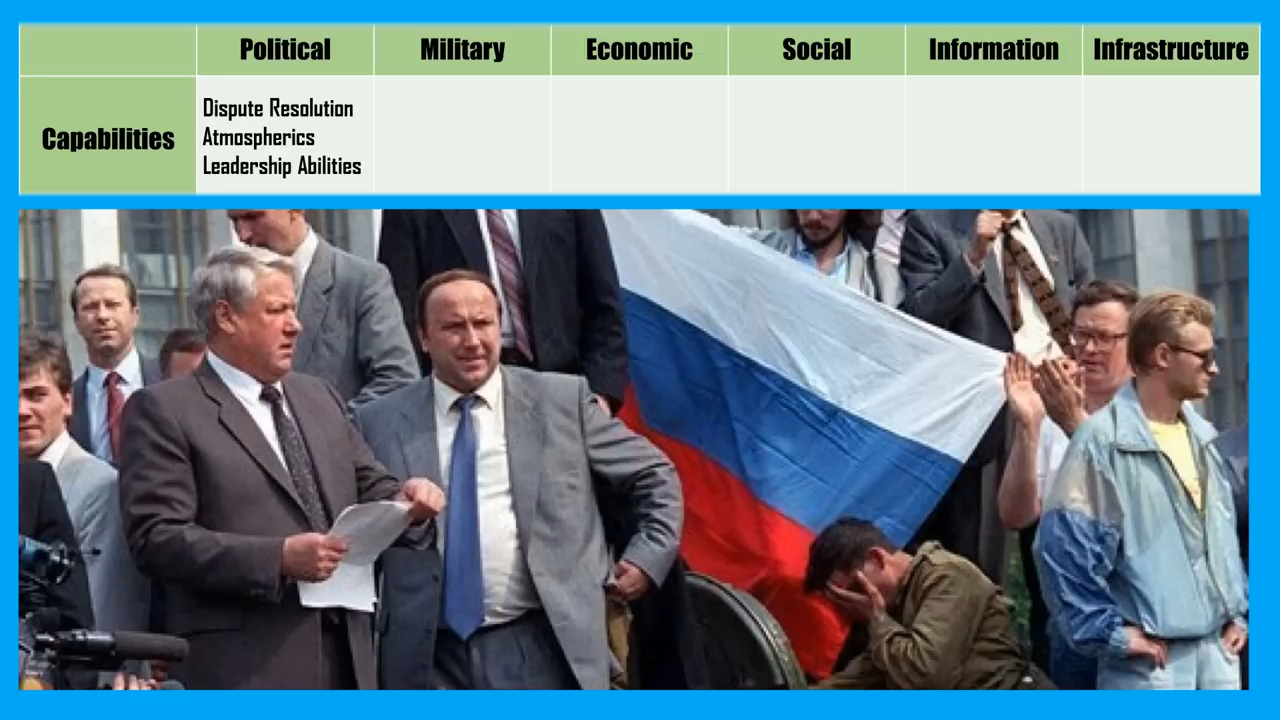 Political Military Economic Social Information Infrastructure
Capabilities
Dispute Resolution
Atmospherics
Leadership Abilities